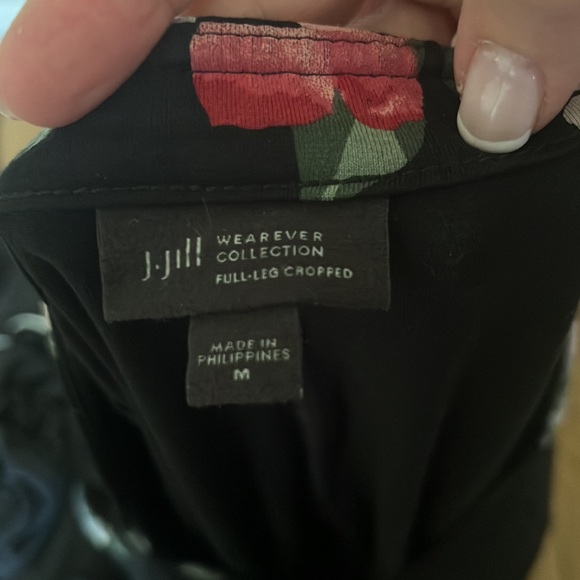 J.Jill
WEAREVER
COLLECTION
FULL-LEG CROPPED
MADE IN
PHILIPPINES
M